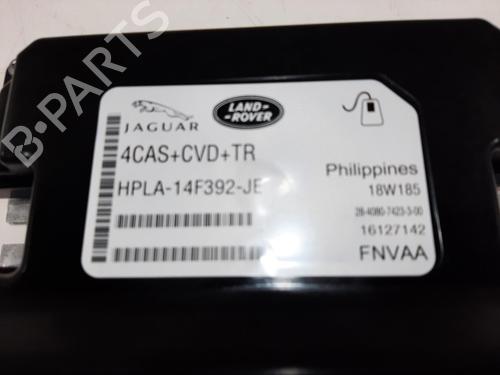 JAGUAR
LAND-
-ROVER
4CAS+CVD+TR
HPLA-14F392-JE
Philippines
18W185
28-4080-7423-3-00
16127142
FNVAA
B-PARTS